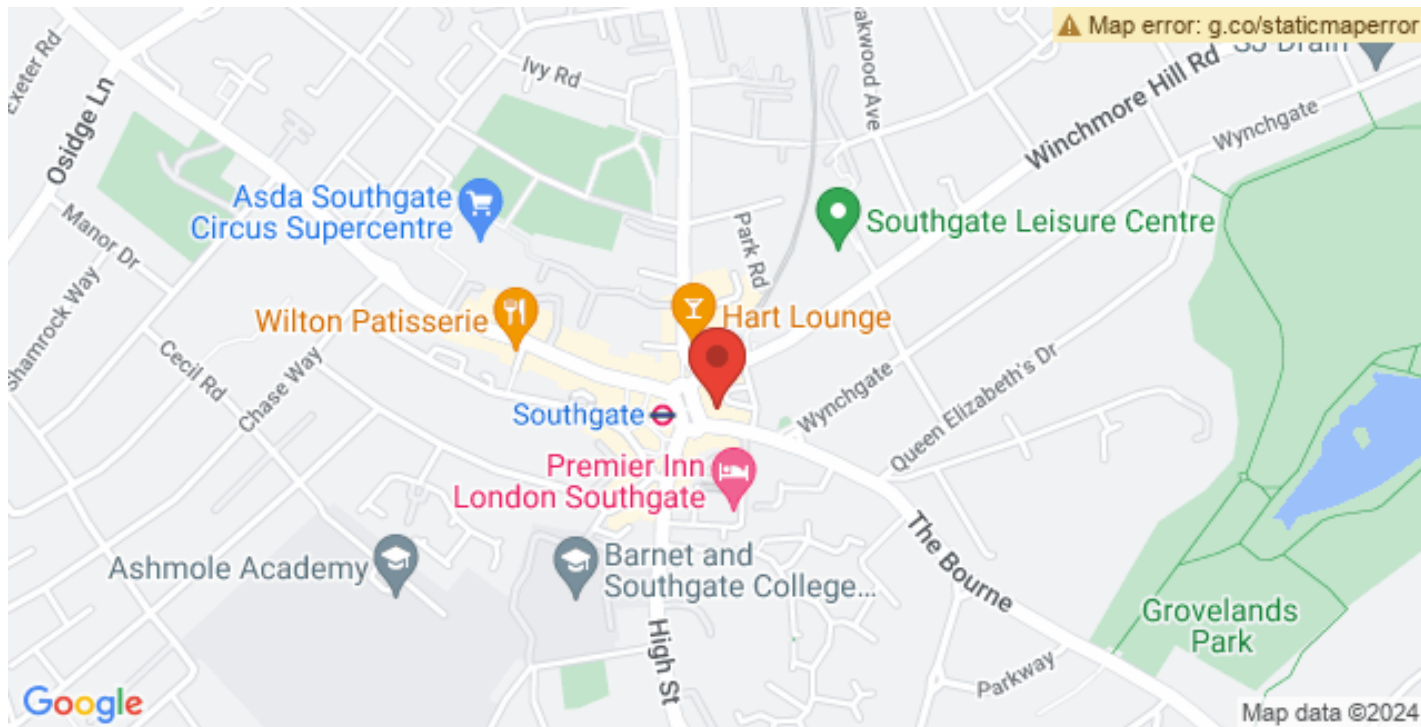 Map error: g.co/staticmaperror
Exeter Rd
Osidge Ln
Ivy Rd
Winchmore Hill Rd
Wynchgate
Asda Southgate
Circus Supercentre
Manor Dr
Park Rd
Southgate Leisure Centre
Shamrock Way
Wilton Patisserie
Hart Lounge
Cecil Rd
Chase Way
Southgate
Wynchgate
Queen Elizabeth's Dr
Premier Inn
London Southgate
The Bourne
Ashmole Academy
Barnet and
Southgate College...
High St
Grovelands
Park
Parkway
Google
Map data ©2024